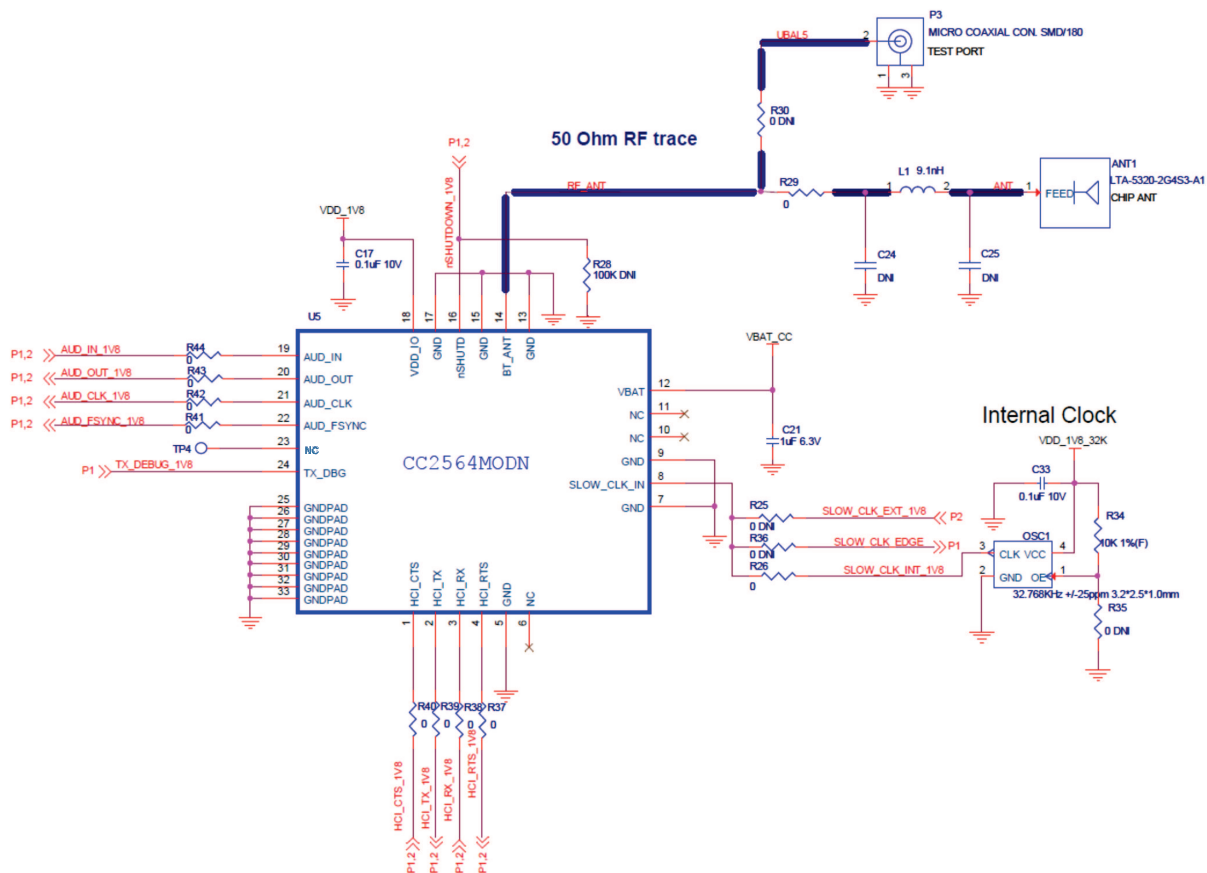 P3
MICRO COAXIAL CON. SMD/180
TEST PORT
UBAL5
2
1
3
R30
0 DNI
50 Ohm RF trace
P1,2
nSHUTDOWN_1V8
RF_ANT
R29
0
L1 9.1nH
1
2
ANT
1
FEED
ANT1
LTA-5320-2G4S3-A1
CHIP ANT
VDD_1V8
C17
0.1uF 10V
R28
100K DNI
C24
DNI
C25
DNI
U5
18
17
16
15
14
13
VDD_IO
GND
nSHUTD
GND
BT_ANT
GND
P1,2 AUD_IN_1V8 R44 0 19 AUD_IN
P1,2 AUD_OUT_1V8 R43 0 20 AUD_OUT
P1,2 AUD_CLK_1V8 R42 0 21 AUD_CLK
P1,2 AUD_FSYNC_1V8 R41 0 22 AUD_FSYNC
TP4 23 NC
P1 TX_DEBUG_1V8 24 TX_DBG
25 GNDPAD
26 GNDPAD
27 GNDPAD
28 GNDPAD
29 GNDPAD
30 GNDPAD
31 GNDPAD
32 GNDPAD
33 GNDPAD
CC2564MODN
VBAT 12
NC 11
NC 10
GND 9
SLOW_CLK_IN 8
GND 7
VBAT_CC
C21
1uF 6.3V
Internal Clock
VDD_1V8_32K
C33
0.1uF 10V
R34
10K 1%(F)
R25
0 DNI
SLOW_CLK_EXT_1V8
P2
R36
0 DNI
SLOW_CLK_EDGE
P1
R26
0
SLOW_CLK_INT_1V8
OSC1
3 CLK VCC 4
2 GND OE 1
32.768KHz +/-25ppm 3.2*2.5*1.0mm
R35
0 DNI
HCI_CTS
HCI_TX
HCI_RX
HCI_RTS
GND
NC
1
2
3
4
5
6
R40
0
R39
0
R38
0
R37
0
HCI_CTS_1V8
HCI_TX_1V8
HCI_RX_1V8
HCI_RTS_1V8
P1,2
P1,2
P1,2
P1,2